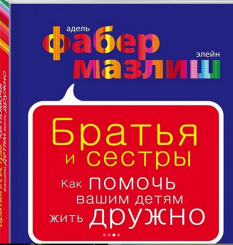 адель
фабер
элейн
мазлиш
Братья
и сестры
Как помочь
вашим детям
жить дружно